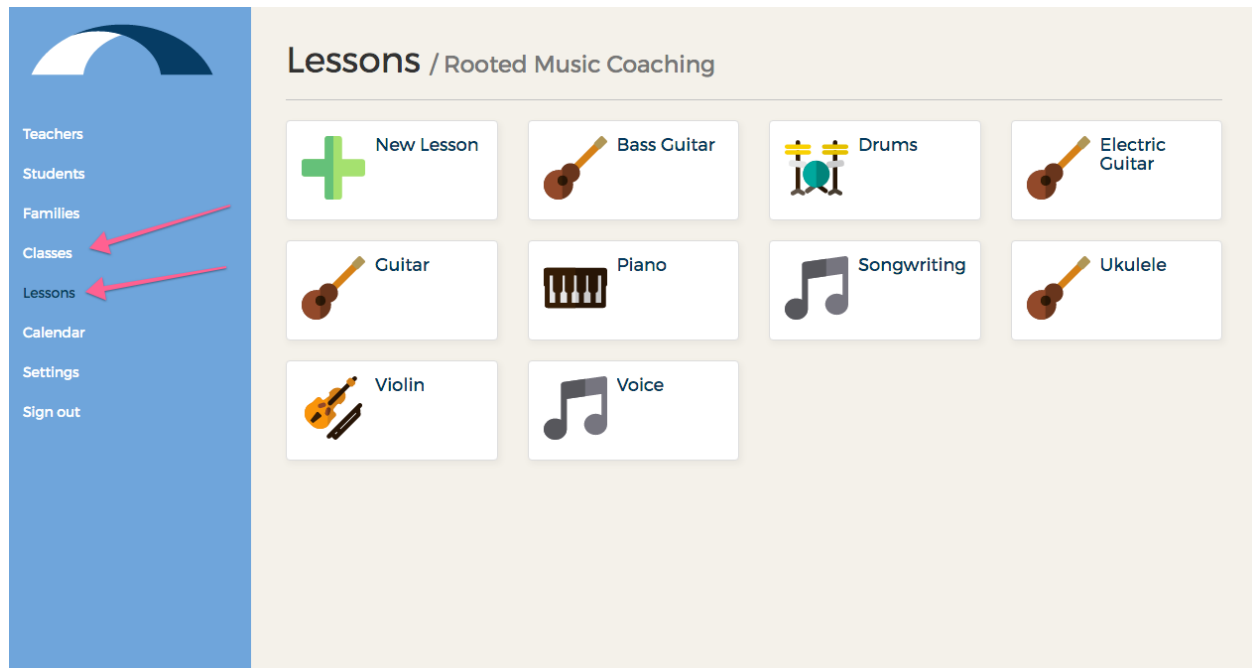 Lessons / Rooted Music Coaching
Teachers
Students
Families
Classes
Lessons
Calendar
Settings
Sign out
New Lesson
Bass Guitar
Drums
Electric
Guitar
Guitar
Piano
Songwriting
Ukulele
Violin
Voice